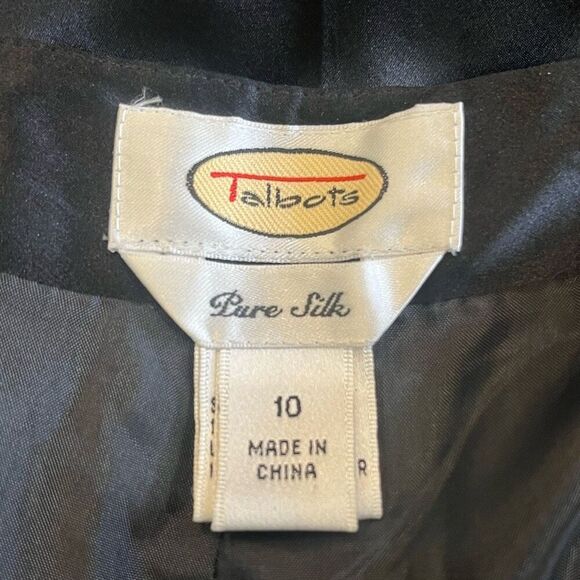 Talbots
Pure Silk
10
MADE IN
CHINA
R